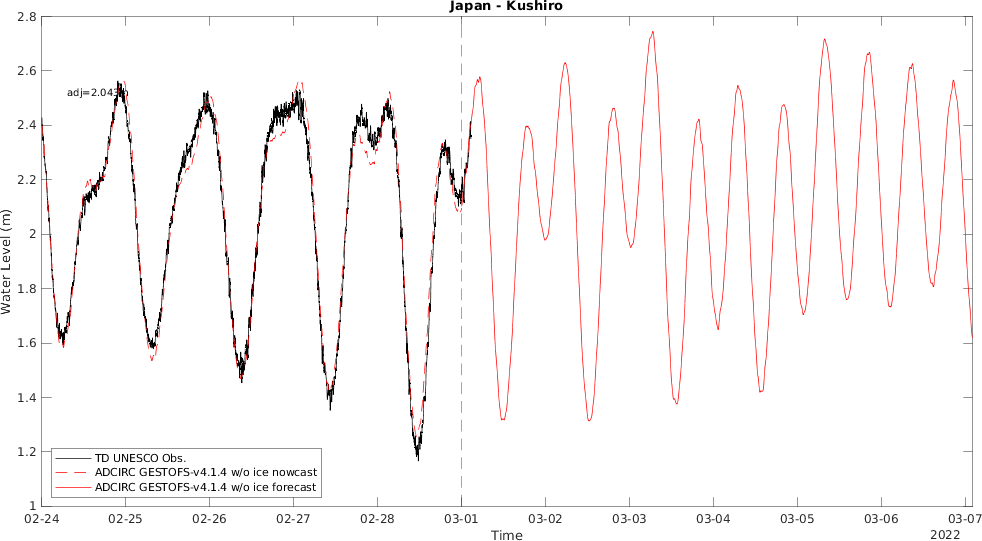 Japan - Kushiro
2.8
2.6
2.4
2.2
2
1.8
1.6
1.4
1.2
1
Water Level (m)
adj=2.043
TD UNESCO Obs.
ADCIRC GESTOFS-v4.1.4 w/o ice nowcast
ADCIRC GESTOFS-v4.1.4 w/o ice forecast
02-24 02-25 02-26 02-27 02-28 03-01 03-02 03-03 03-04 03-05 03-06 03-07
Time
2022